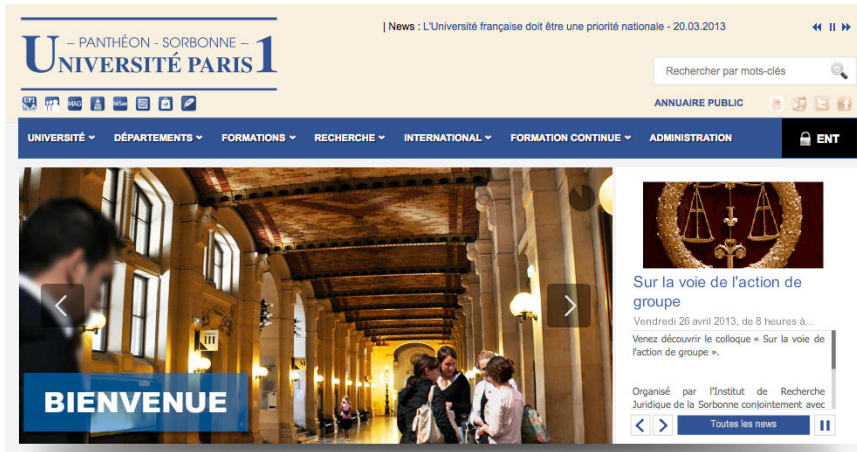 | News : L'Université française doit être une priorité nationale - 20.03.2013
– PANTHÉON - SORBONNE –
UNIVERSITÉ PARIS 1
Rechercher par mots-clés
UP1
MAG
ANNUAIRE PUBLIC
UNIVERSITÉ
DÉPARTEMENTS
FORMATIONS
RECHERCHE
INTERNATIONAL
FORMATION CONTINUE
ADMINISTRATION
ENT
III
BIENVENUE
Sur la voie de l'action de
groupe
Vendredi 26 avril 2013, de 8 heures à...
Venez découvrir le colloque « Sur la voie de
l'action de groupe ».
Organisé par l'Institut de Recherche
Juridique de la Sorbonne conjointement avec
Toutes les news